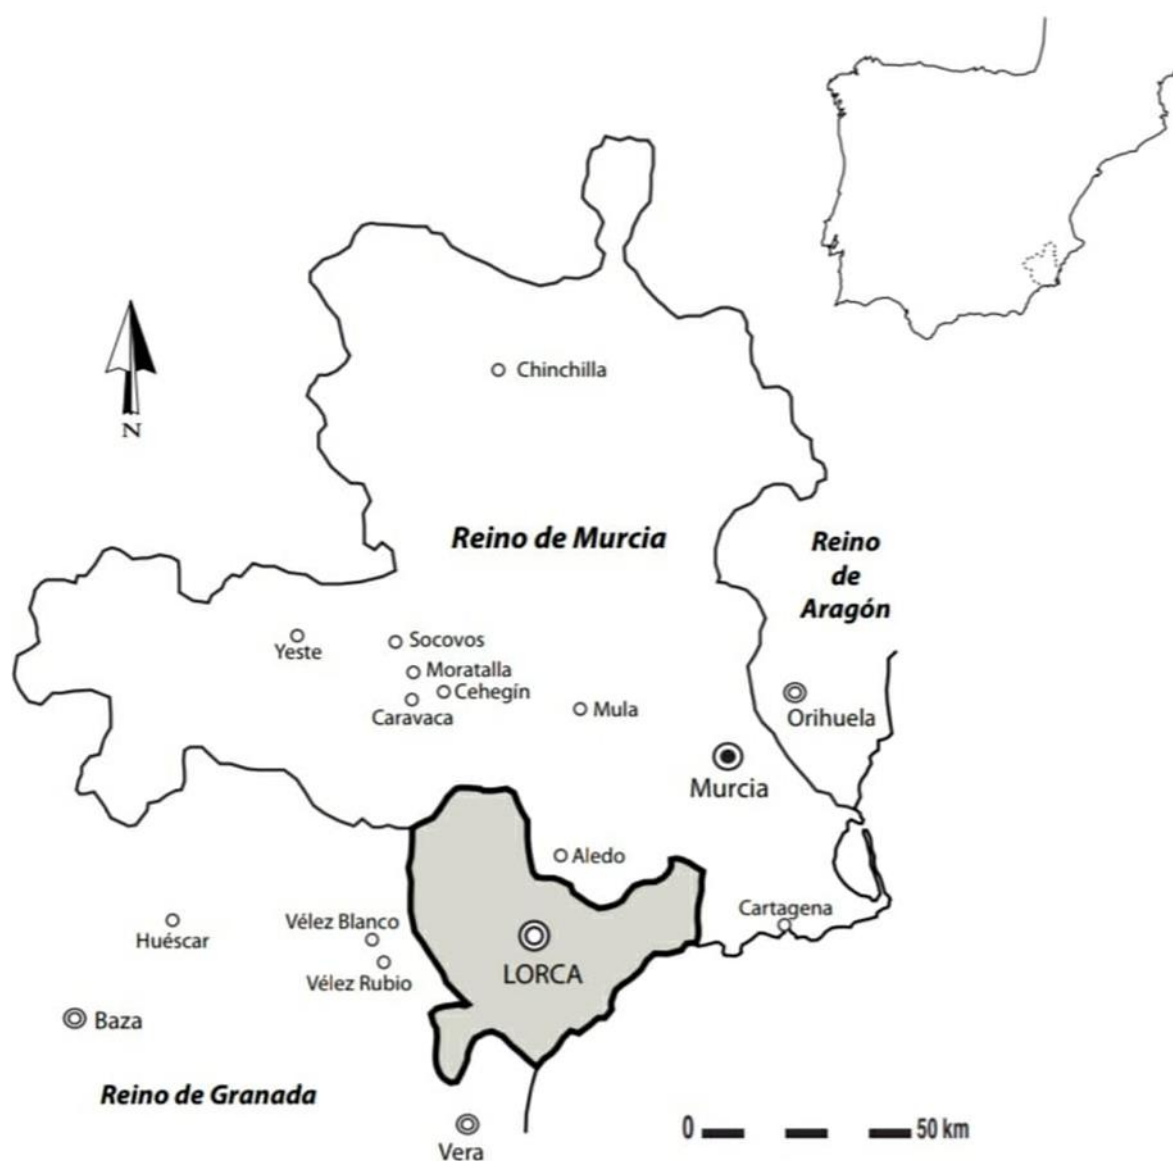 Chinchilla
N
Reino de Murcia
Reino
de
Aragón
Yeste
Socovos
Moratalla
Cehegín
Caravaca
Mula
Orihuela
Murcia
Aledo
Cartagena
Huéscar
Vélez Blanco
LORCA
Vélez Rubio
Baza
Reino de Granada
Vera
0 50 km